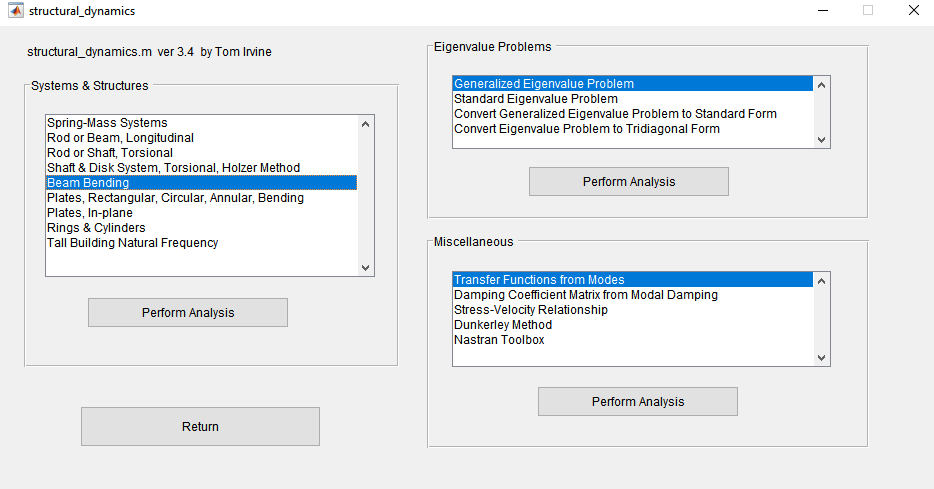 structural_dynamics
structural_dynamics.m ver 3.4 by Tom Irvine
Systems & Structures
Spring-Mass Systems
Rod or Beam, Longitudinal
Rod or Shaft, Torsional
Shaft & Disk System, Torsional, Holzer Method
Beam Bending
Plates, Rectangular, Circular, Annular, Bending
Plates, In-plane
Rings & Cylinders
Tall Building Natural Frequency
Perform Analysis
Return
Eigenvalue Problems
Generalized Eigenvalue Problem
Standard Eigenvalue Problem
Convert Generalized Eigenvalue Problem to Standard Form
Convert Eigenvalue Problem to Tridiagonal Form
Perform Analysis
Miscellaneous
Transfer Functions from Modes
Damping Coefficient Matrix from Modal Damping
Stress-Velocity Relationship
Dunkerley Method
Nastran Toolbox
Perform Analysis